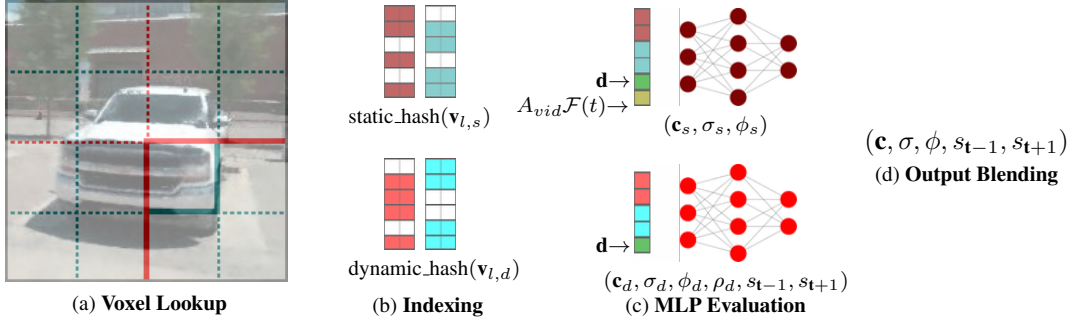 static_hash(v_{l,s})
dynamic_hash(v_{l,d})
d→
A_{vid}F(t)→
(c_s, σ_s, φ_s)
d→
(c_d, σ_d, φ_d, ρ_d, s_{t−1}, s_{t+1})
(c, σ, φ, s_{t−1}, s_{t+1})
(a) Voxel Lookup
(b) Indexing
(c) MLP Evaluation
(d) Output Blending